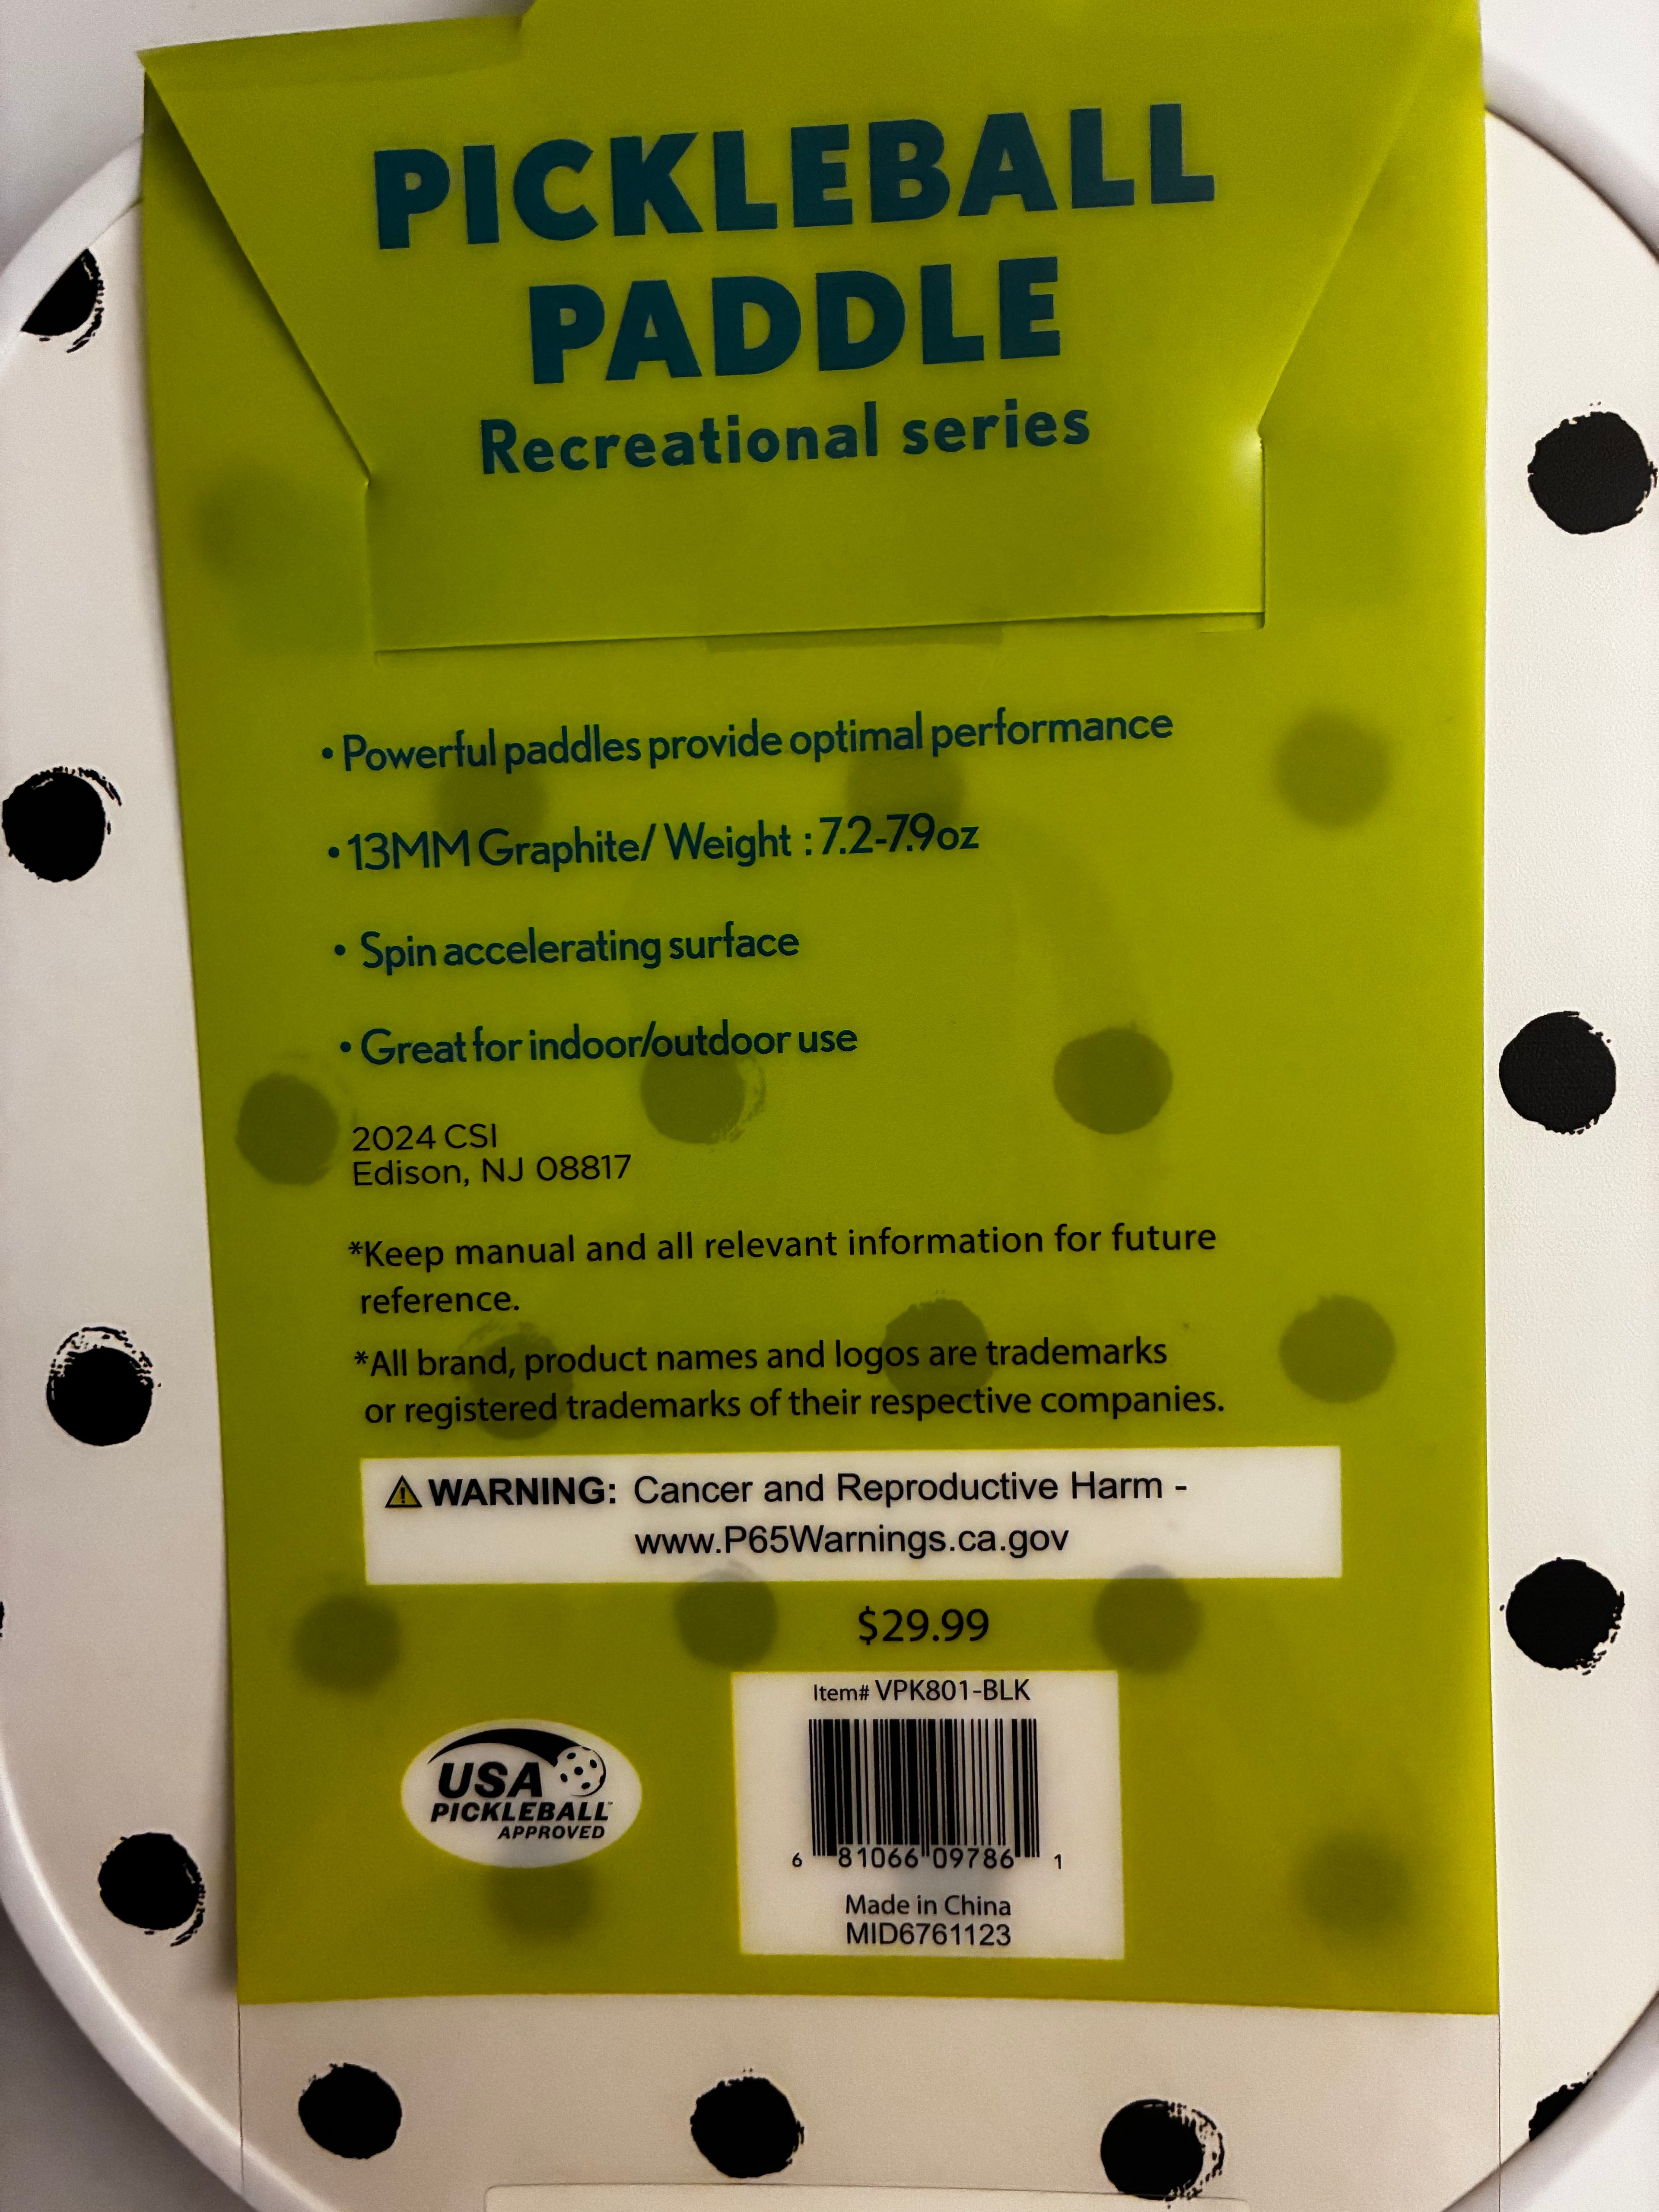 PICKLEBALL
PADDLE
Recreational series
• Powerful paddles provide optimal performance
• 13MM Graphite/ Weight : 7.2-7.9oz
• Spin accelerating surface
• Great for indoor/outdoor use
2024 CSI
Edison, NJ 08817
*Keep manual and all relevant information for future
reference.
*All brand, product names and logos are trademarks
or registered trademarks of their respective companies.
⚠ WARNING: Cancer and Reproductive Harm -
www.P65Warnings.ca.gov
$29.99
Item# VPK801-BLK
6 81066 09786 1
Made in China
MID6761123
USA
PICKLEBALL™
APPROVED